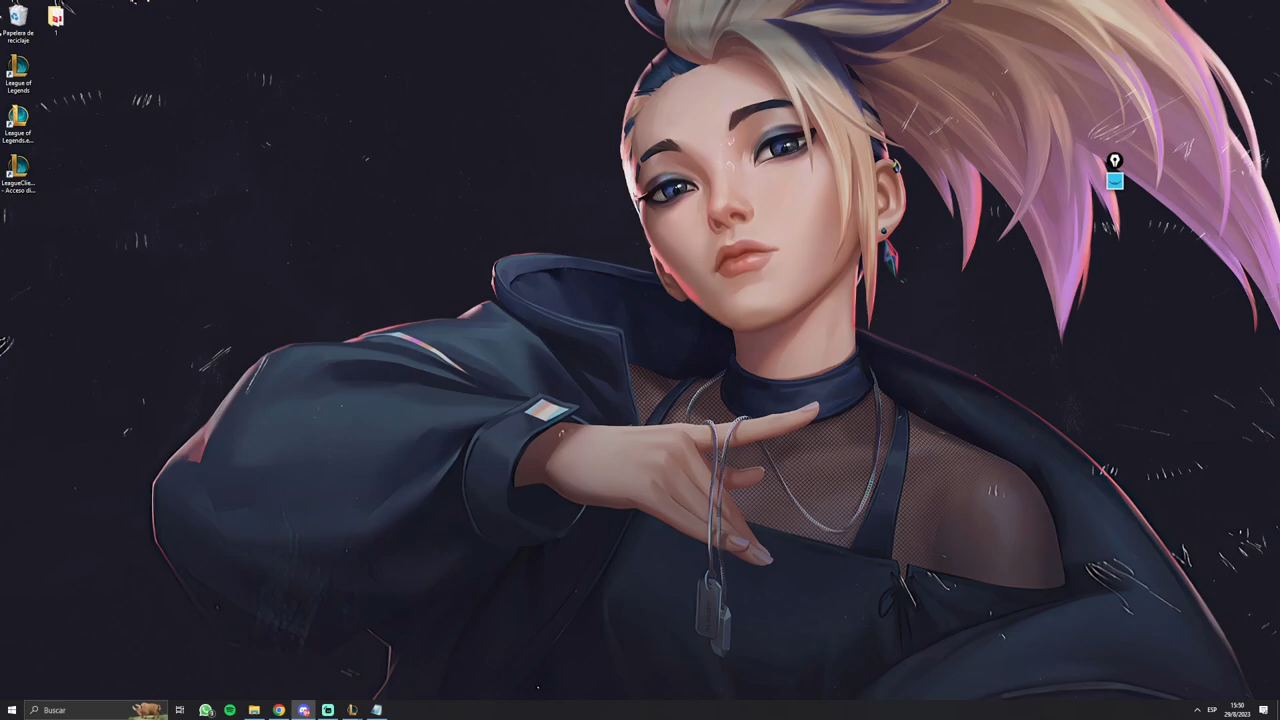 Papelera de
reciclaje
1
League of
Legends
League of
Legends.e...
LeagueClie...
- Acceso di...
Buscar
ESP
15:50
29/8/2023